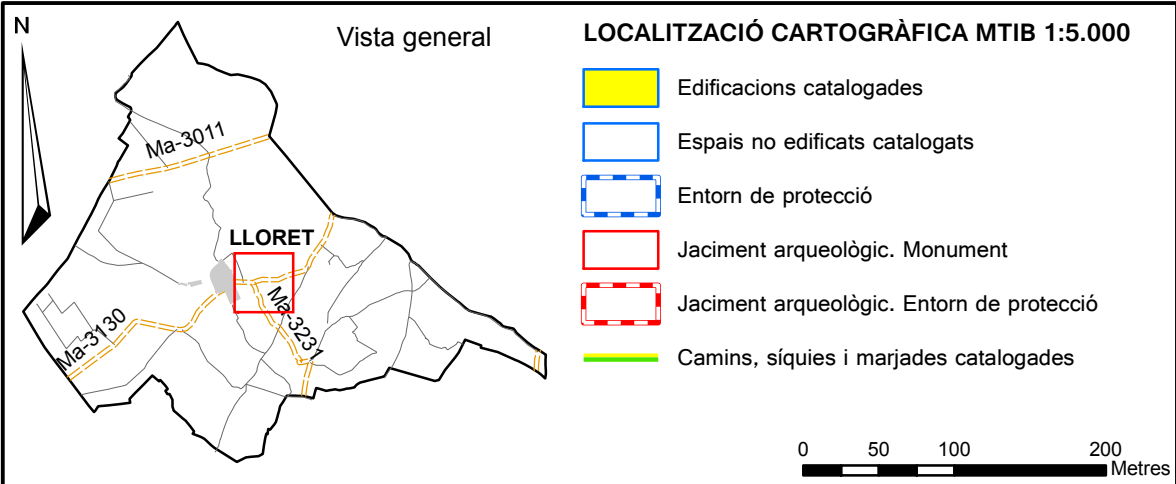 N
Vista general
Ma-3011
LLORET
Ma-3231
Ma-3130
LOCALITZACIÓ CARTOGRÀFICA MTIB 1:5.000
Edificacions catalogades
Espais no edificats catalogats
Entorn de protecció
Jaciment arqueològic. Monument
Jaciment arqueològic. Entorn de protecció
Camins, síquies i marjades catalogades
0 50 100 200
Metres